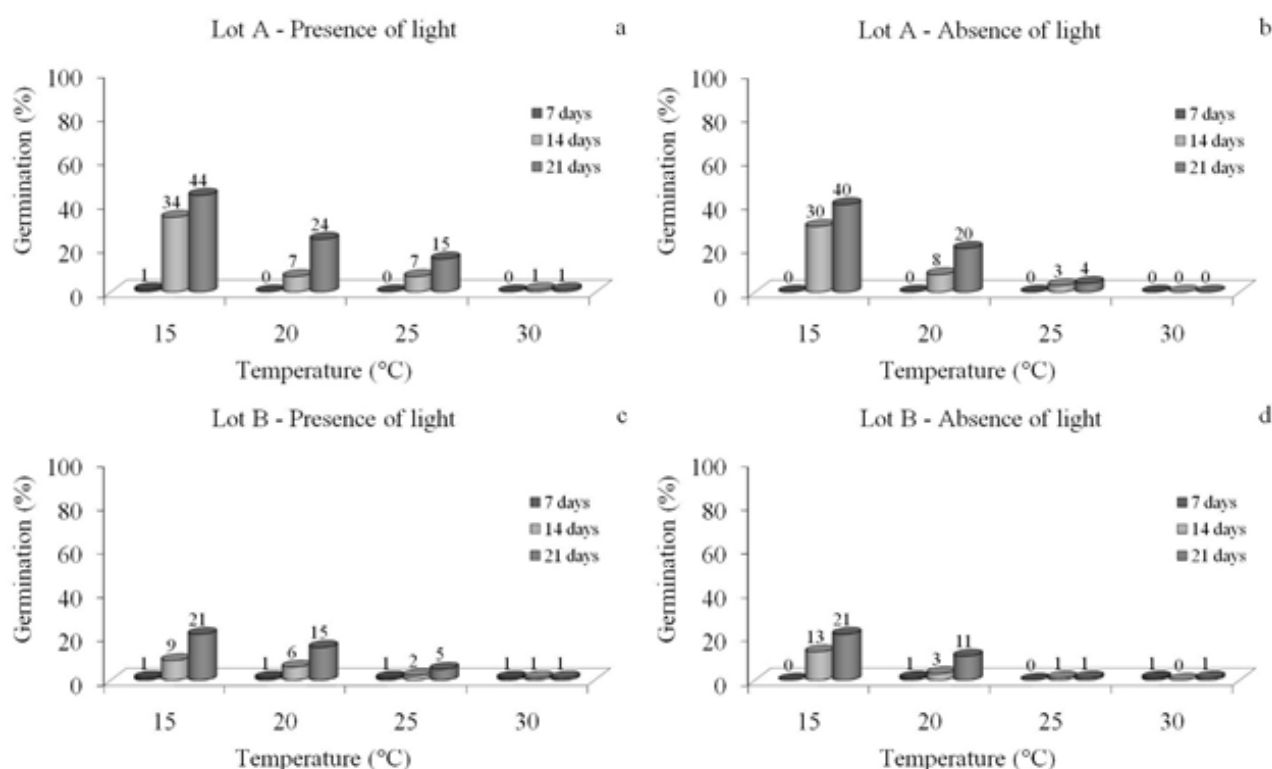 Lot A - Presence of light
a
Germination (%)
100
80
60
40
20
0
7 days
14 days
21 days
1 34 44 0 7 24 0 7 15 0 1 1
15 20 25 30
Temperature (°C)
Lot A - Absence of light
b
Germination (%)
100
80
60
40
20
0
7 days
14 days
21 days
0 30 40 0 8 20 0 3 4 0 0 0
15 20 25 30
Temperature (°C)
Lot B - Presence of light
c
Germination (%)
100
80
60
40
20
0
7 days
14 days
21 days
1 9 21 1 6 15 1 2 5 1 1 1
15 20 25 30
Temperature (°C)
Lot B - Absence of light
d
Germination (%)
100
80
60
40
20
0
7 days
14 days
21 days
0 13 21 1 3 11 0 1 1 1 0 1
15 20 25 30
Temperature (°C)